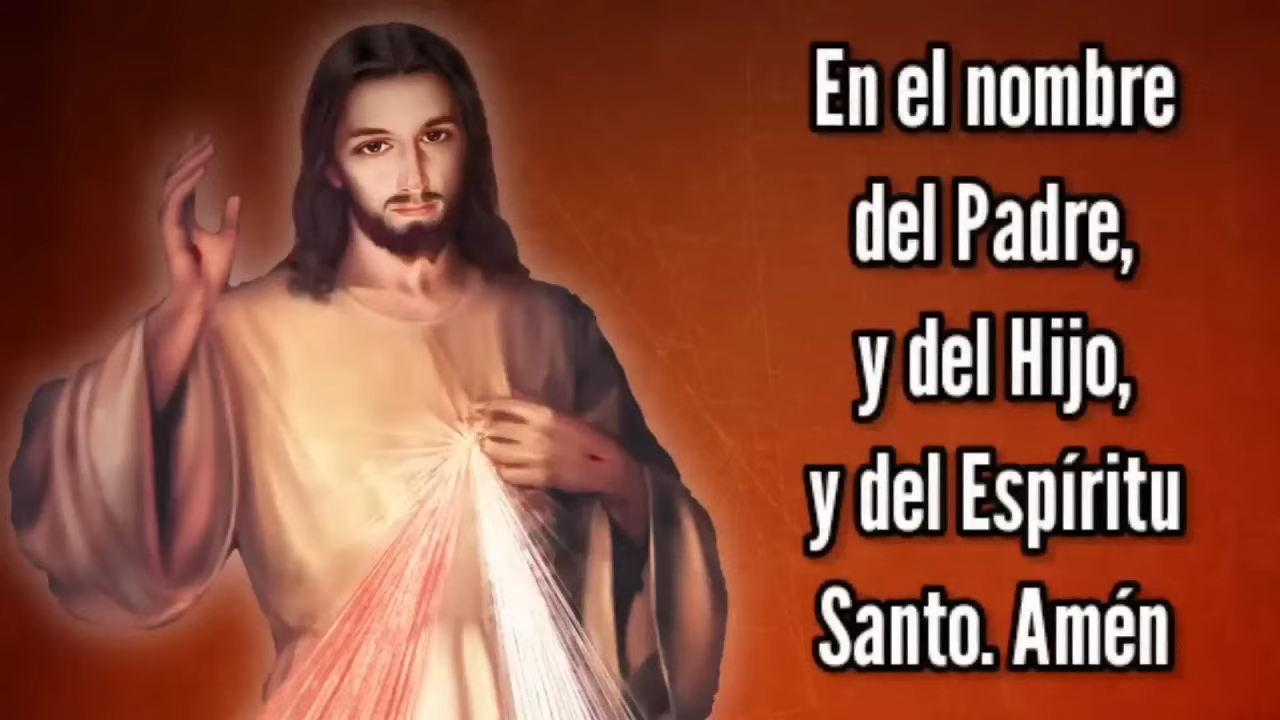 En el nombre
del Padre,
y del Hijo,
y del Espíritu
Santo. Amén